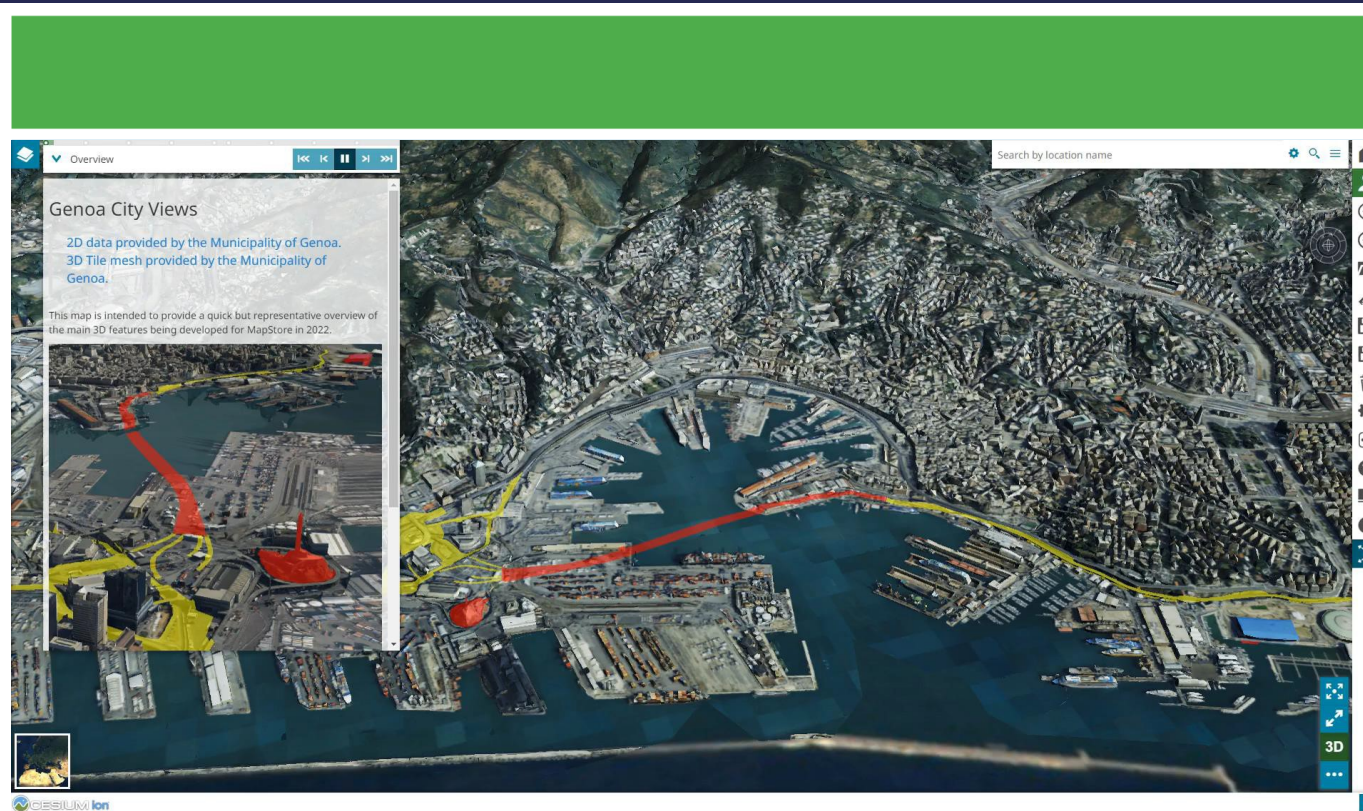 Overview
Search by location name
Genoa City Views
2D data provided by the Municipality of Genoa.
3D Tile mesh provided by the Municipality of
Genoa.
This map is intended to provide a quick but representative overview of
the main 3D features being developed for MapStore in 2022.
3D
CESIUM ion